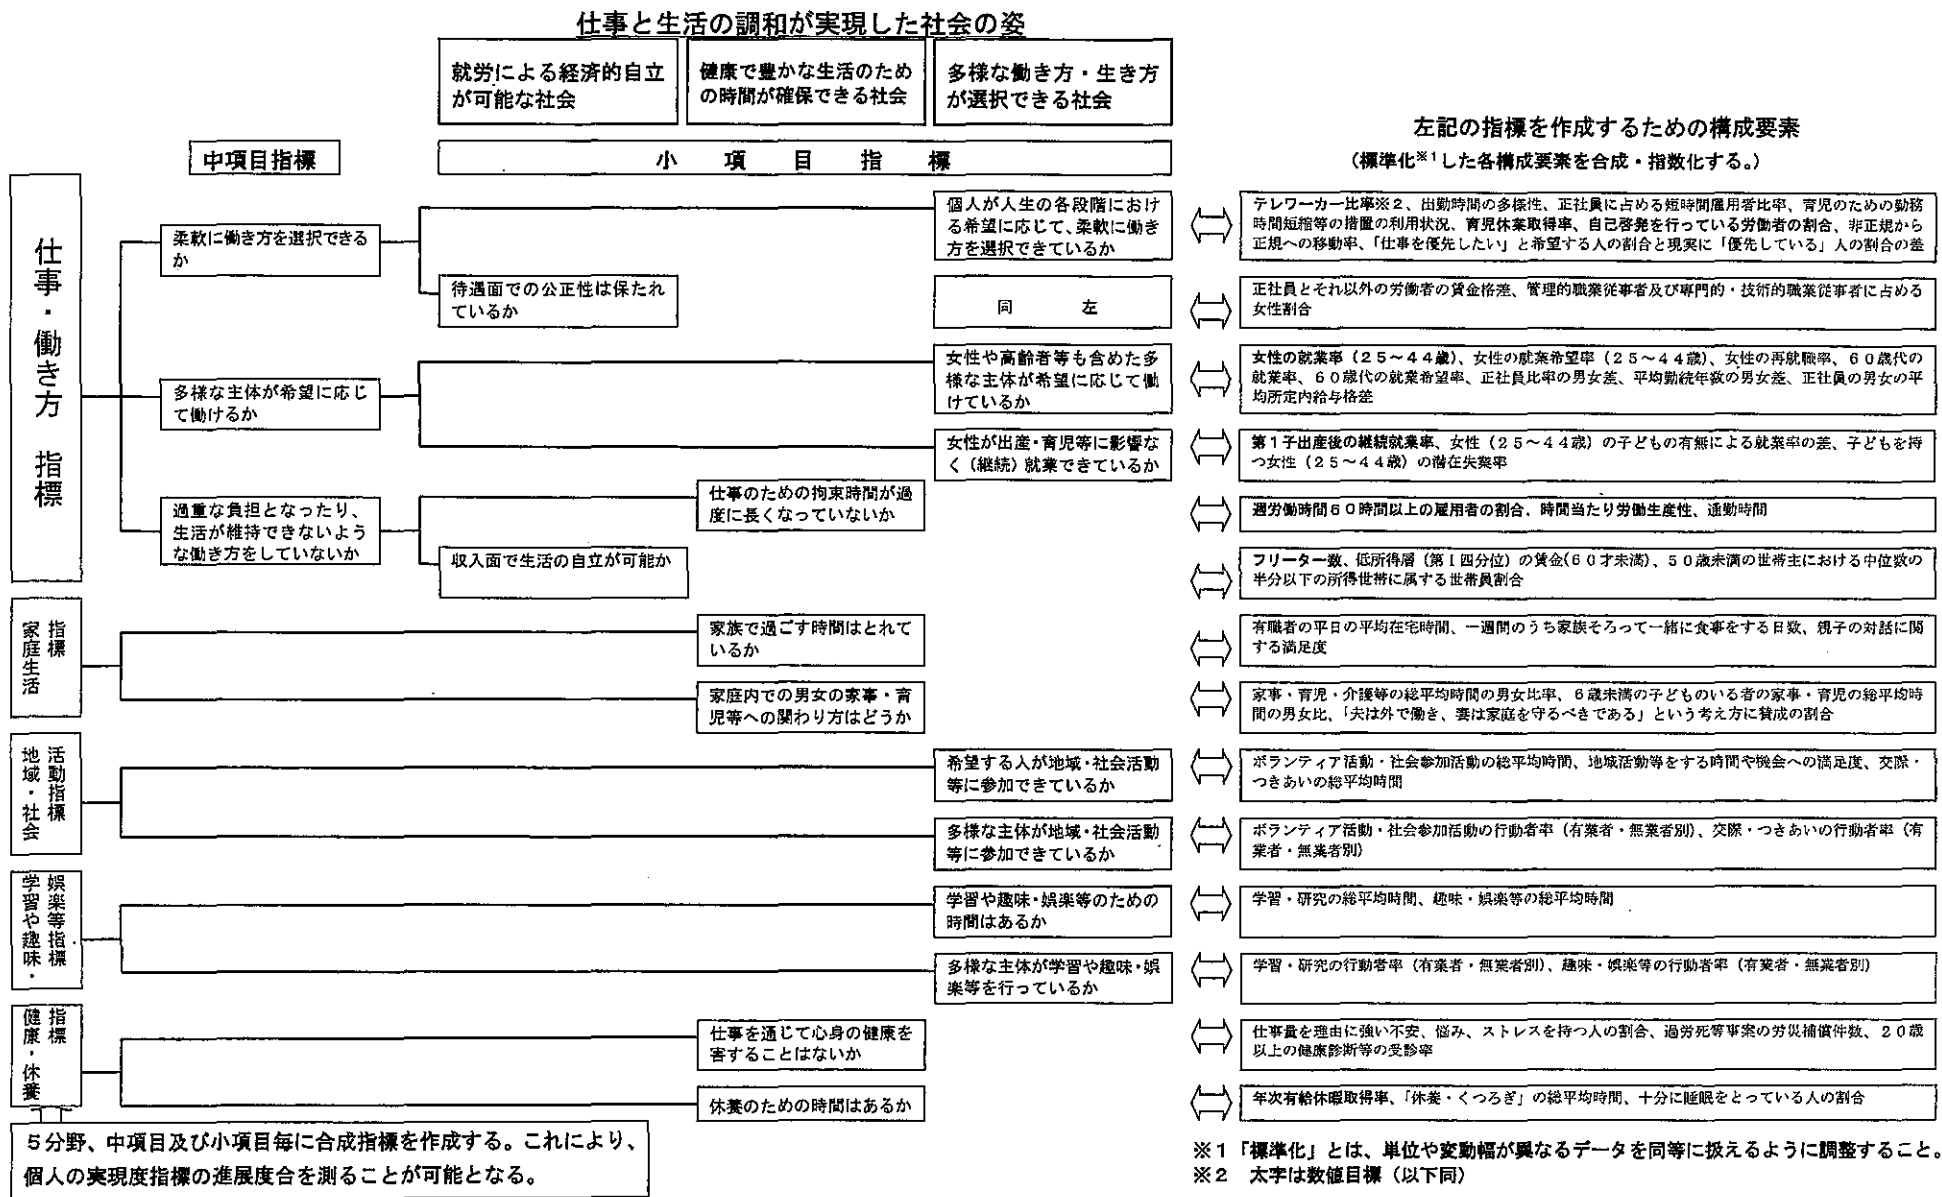 仕事と生活の調和が実現した社会の姿
就労による経済的自立
が可能な社会
健康で豊かな生活のため
の時間が確保できる社会
多様な働き方・生き方
が選択できる社会
左記の指標を作成するための構成要素
(標準化※1した各構成要素を合成・指数化する。)
中項目指標
小項目指標
仕事・働き方 指標
柔軟に働き方を選択できる
か
個人が人生の各段階におけ
る希望に応じて、柔軟に働き
方を選択できているか
テレワーカー比率※2、出勤時間の多様性、正社員に占める短時間雇用者比率、育児のための勤務
時間短縮等の措置の利用状況、育児休業取得率、自己啓発を行っている労働者の割合、非正規から
正規への移動率、「仕事を優先したい」と希望する人の割合と現実に「優先している」人の割合の差
待遇面での公正性は保たれ
ているか
同左
正社員とそれ以外の労働者の賃金格差、管理的職業従事者及び専門的・技術的職業従事者に占める
女性割合
多様な主体が希望に応じ
て働けるか
女性や高齢者等も含めた多
様な主体が希望に応じて働
けているか
女性の就業率(25~44歳)、女性の就業希望率(25~44歳)、女性の再就職率、60歳代の
就業率、60歳代の就業希望率、正社員比率の男女差、平均勤続年数の男女差、正社員の男女の平
均所定内給与格差
女性が出産・育児等に影響な
く(継続)就業できているか
第1子出産後の継続就業率、女性(25~44歳)の子どもの有無による就業率の差、子どもを持
つ女性(25~44歳)の潜在失業率
過重な負担となったり、
生活が維持できないよう
な働き方をしていないか
仕事のための拘束時間が過
度に長くなっていないか
週労働時間60時間以上の雇用者の割合、時間当たり労働生産性、通勤時間
収入面で生活の自立が可能か
フリーター数、低所得層(第Ⅰ四分位)の賃金(60才未満)、50歳未満の世帯主における中位数の
半分以下の所得世帯に属する世帯員割合
家庭生活
指標
家族で過ごす時間はとれて
いるか
有職者の平日の平均在宅時間、一週間のうち家族そろって一緒に食事をする日数、親子の対話に関
する満足度
家庭内での男女の家事・育
児等への関わり方はどうか
家事・育児・介護等の総平均時間の男女比率、6歳未満の子どものいる者の家事・育児の総平均時
間の男女比、「夫は外で働き、妻は家庭を守るべきである」という考え方に賛成の割合
地域・社会
活動指標
希望する人が地域・社会活動
等に参加できているか
ボランティア活動・社会参加活動の総平均時間、地域活動等をする時間や機会への満足度、交際・
つきあいの総平均時間
多様な主体が地域・社会活動
等に参加できているか
ボランティア活動・社会参加活動の行動者率(有業者・無業者別)、交際・つきあいの行動者率(有
業者・無業者別)
学習や趣味・
娯楽等指標
学習や趣味・娯楽等のための
時間はあるか
学習・研究の総平均時間、趣味・娯楽等の総平均時間
多様な主体が学習や趣味・娯
楽等を行っているか
学習・研究の行動者率(有業者・無業者別)、趣味・娯楽等の行動者率(有業者・無業者別)
健康・休養
指標
仕事を通じて心身の健康を
害することはないか
仕事量を理由に強い不安、悩み、ストレスを持つ人の割合、過労死等事案の労災補償件数、20歳
以上の健康診断等の受診率
休養のための時間はあるか
年次有給休暇取得率、「休養・くつろぎ」の総平均時間、十分に睡眠をとっている人の割合
5分野、中項目及び小項目毎に合成指標を作成する。これにより、
個人の実現度指標の進展度合を測ることが可能となる。
※1「標準化」とは、単位や変動幅が異なるデータを同等に扱えるように調整すること。
※2 太字は数値目標(以下同)